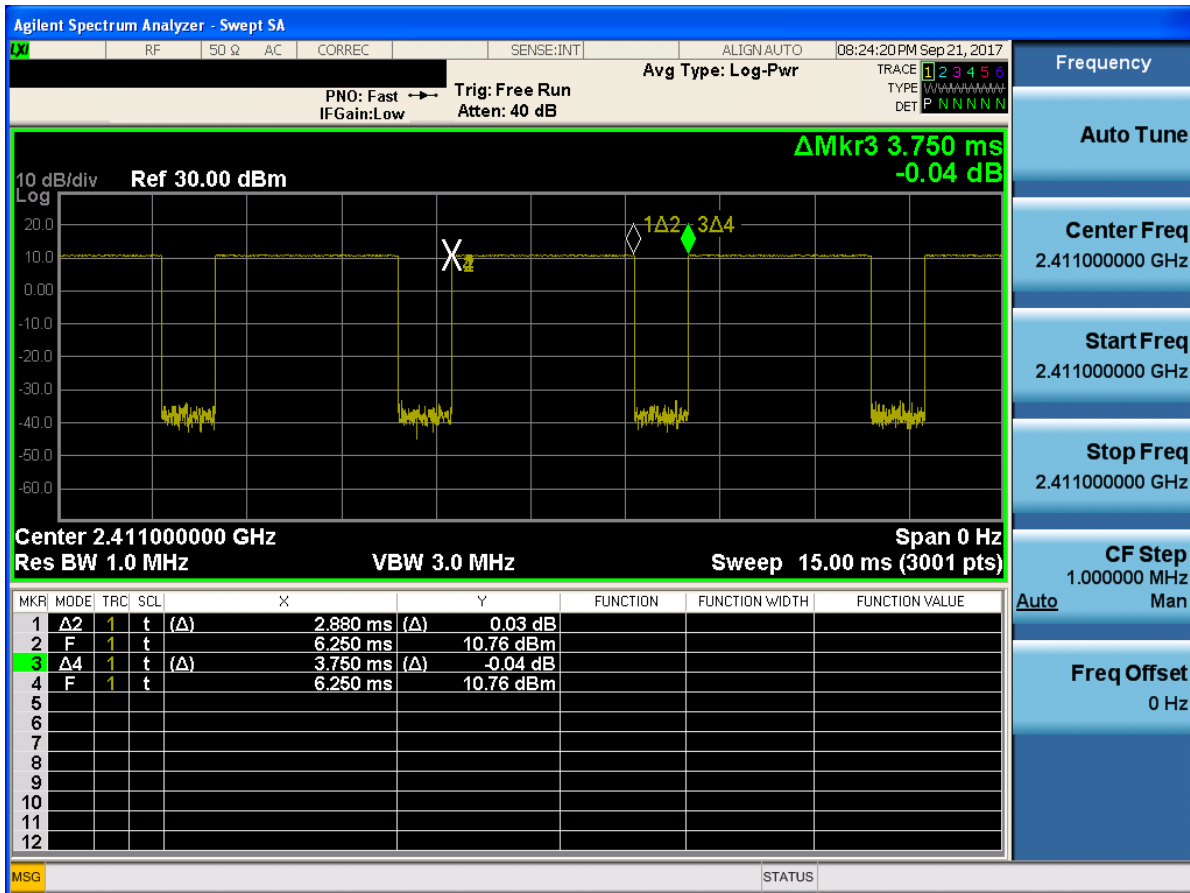 Agilent Spectrum Analyzer - Swept SA
LXI RF 50 Ω AC CORREC SENSE:INT ALIGNAUTO 08:24:20 PM Sep 21, 2017
Avg Type: Log-Pwr TRACE 1 2 3 4 5 6
PNO: Fast Trig: Free Run TYPE WWWWWW
IFGain:Low Atten: 40 dB DET P N N N N N
Frequency
Auto Tune
Center Freq
2.411000000 GHz
Start Freq
2.411000000 GHz
Stop Freq
2.411000000 GHz
CF Step
1.000000 MHz
Auto Man
Freq Offset
0 Hz
ΔMkr3 3.750 ms
-0.04 dB
10 dB/div Ref 30.00 dBm
Log
20.0
10.0
0.00
-10.0
-20.0
-30.0
-40.0
-50.0
-60.0
1Δ2 3Δ4
X
Center 2.411000000 GHz Span 0 Hz
Res BW 1.0 MHz VBW 3.0 MHz Sweep 15.00 ms (3001 pts)
MKR MODE TRC SCL X Y FUNCTION FUNCTION WIDTH FUNCTION VALUE
1 Δ2 1 t (Δ) 2.880 ms (Δ) 0.03 dB
2 F 1 t 6.250 ms 10.76 dBm
3 Δ4 1 t (Δ) 3.750 ms (Δ) -0.04 dB
4 F 1 t 6.250 ms 10.76 dBm
5
6
7
8
9
10
11
12
MSG STATUS